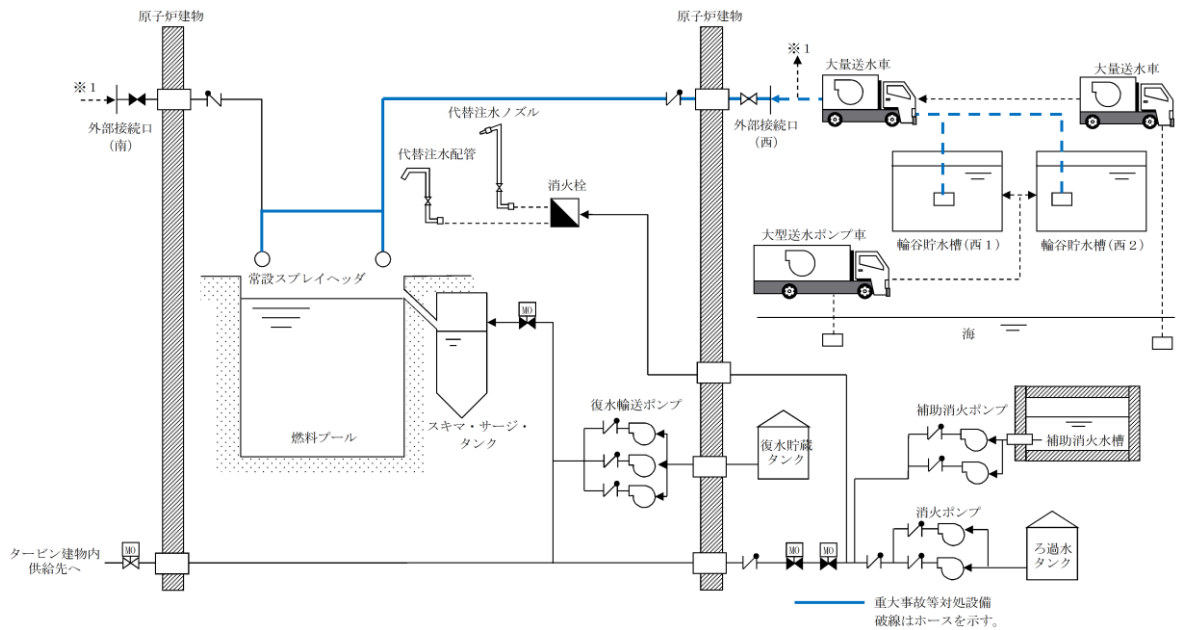 原子炉建物
原子炉建物
※1
※1
大量送水車
大量送水車
外部接続口
(南)
代替注水ノズル
外部接続口
(西)
代替注水配管
消火栓
輪谷貯水槽(西1)
輪谷貯水槽(西2)
大型送水ポンプ車
常設スプレイヘッダ
海
MO
燃料プール
スキマ・サージ・
タンク
復水輸送ポンプ
復水貯蔵
タンク
補助消火ポンプ
補助消火水槽
消火ポンプ
タービン建物内
供給先へ
MO
MO
MO
ろ過水
タンク
重大事故等対処設備
破線はホースを示す。